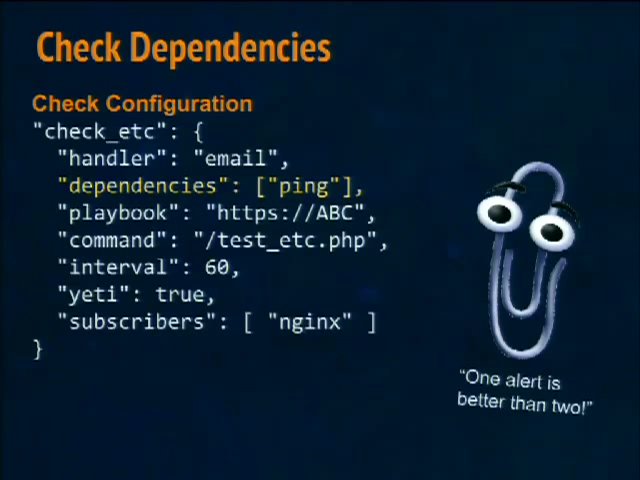 Check Dependencies
Check Configuration
"check_etc": {
"handler": "email",
"dependencies": ["ping"],
"playbook": "https://ABC",
"command": "/test_etc.php",
"interval": 60,
"yeti": true,
"subscribers": [ "nginx" ]
}
"One alert is
better than two!"